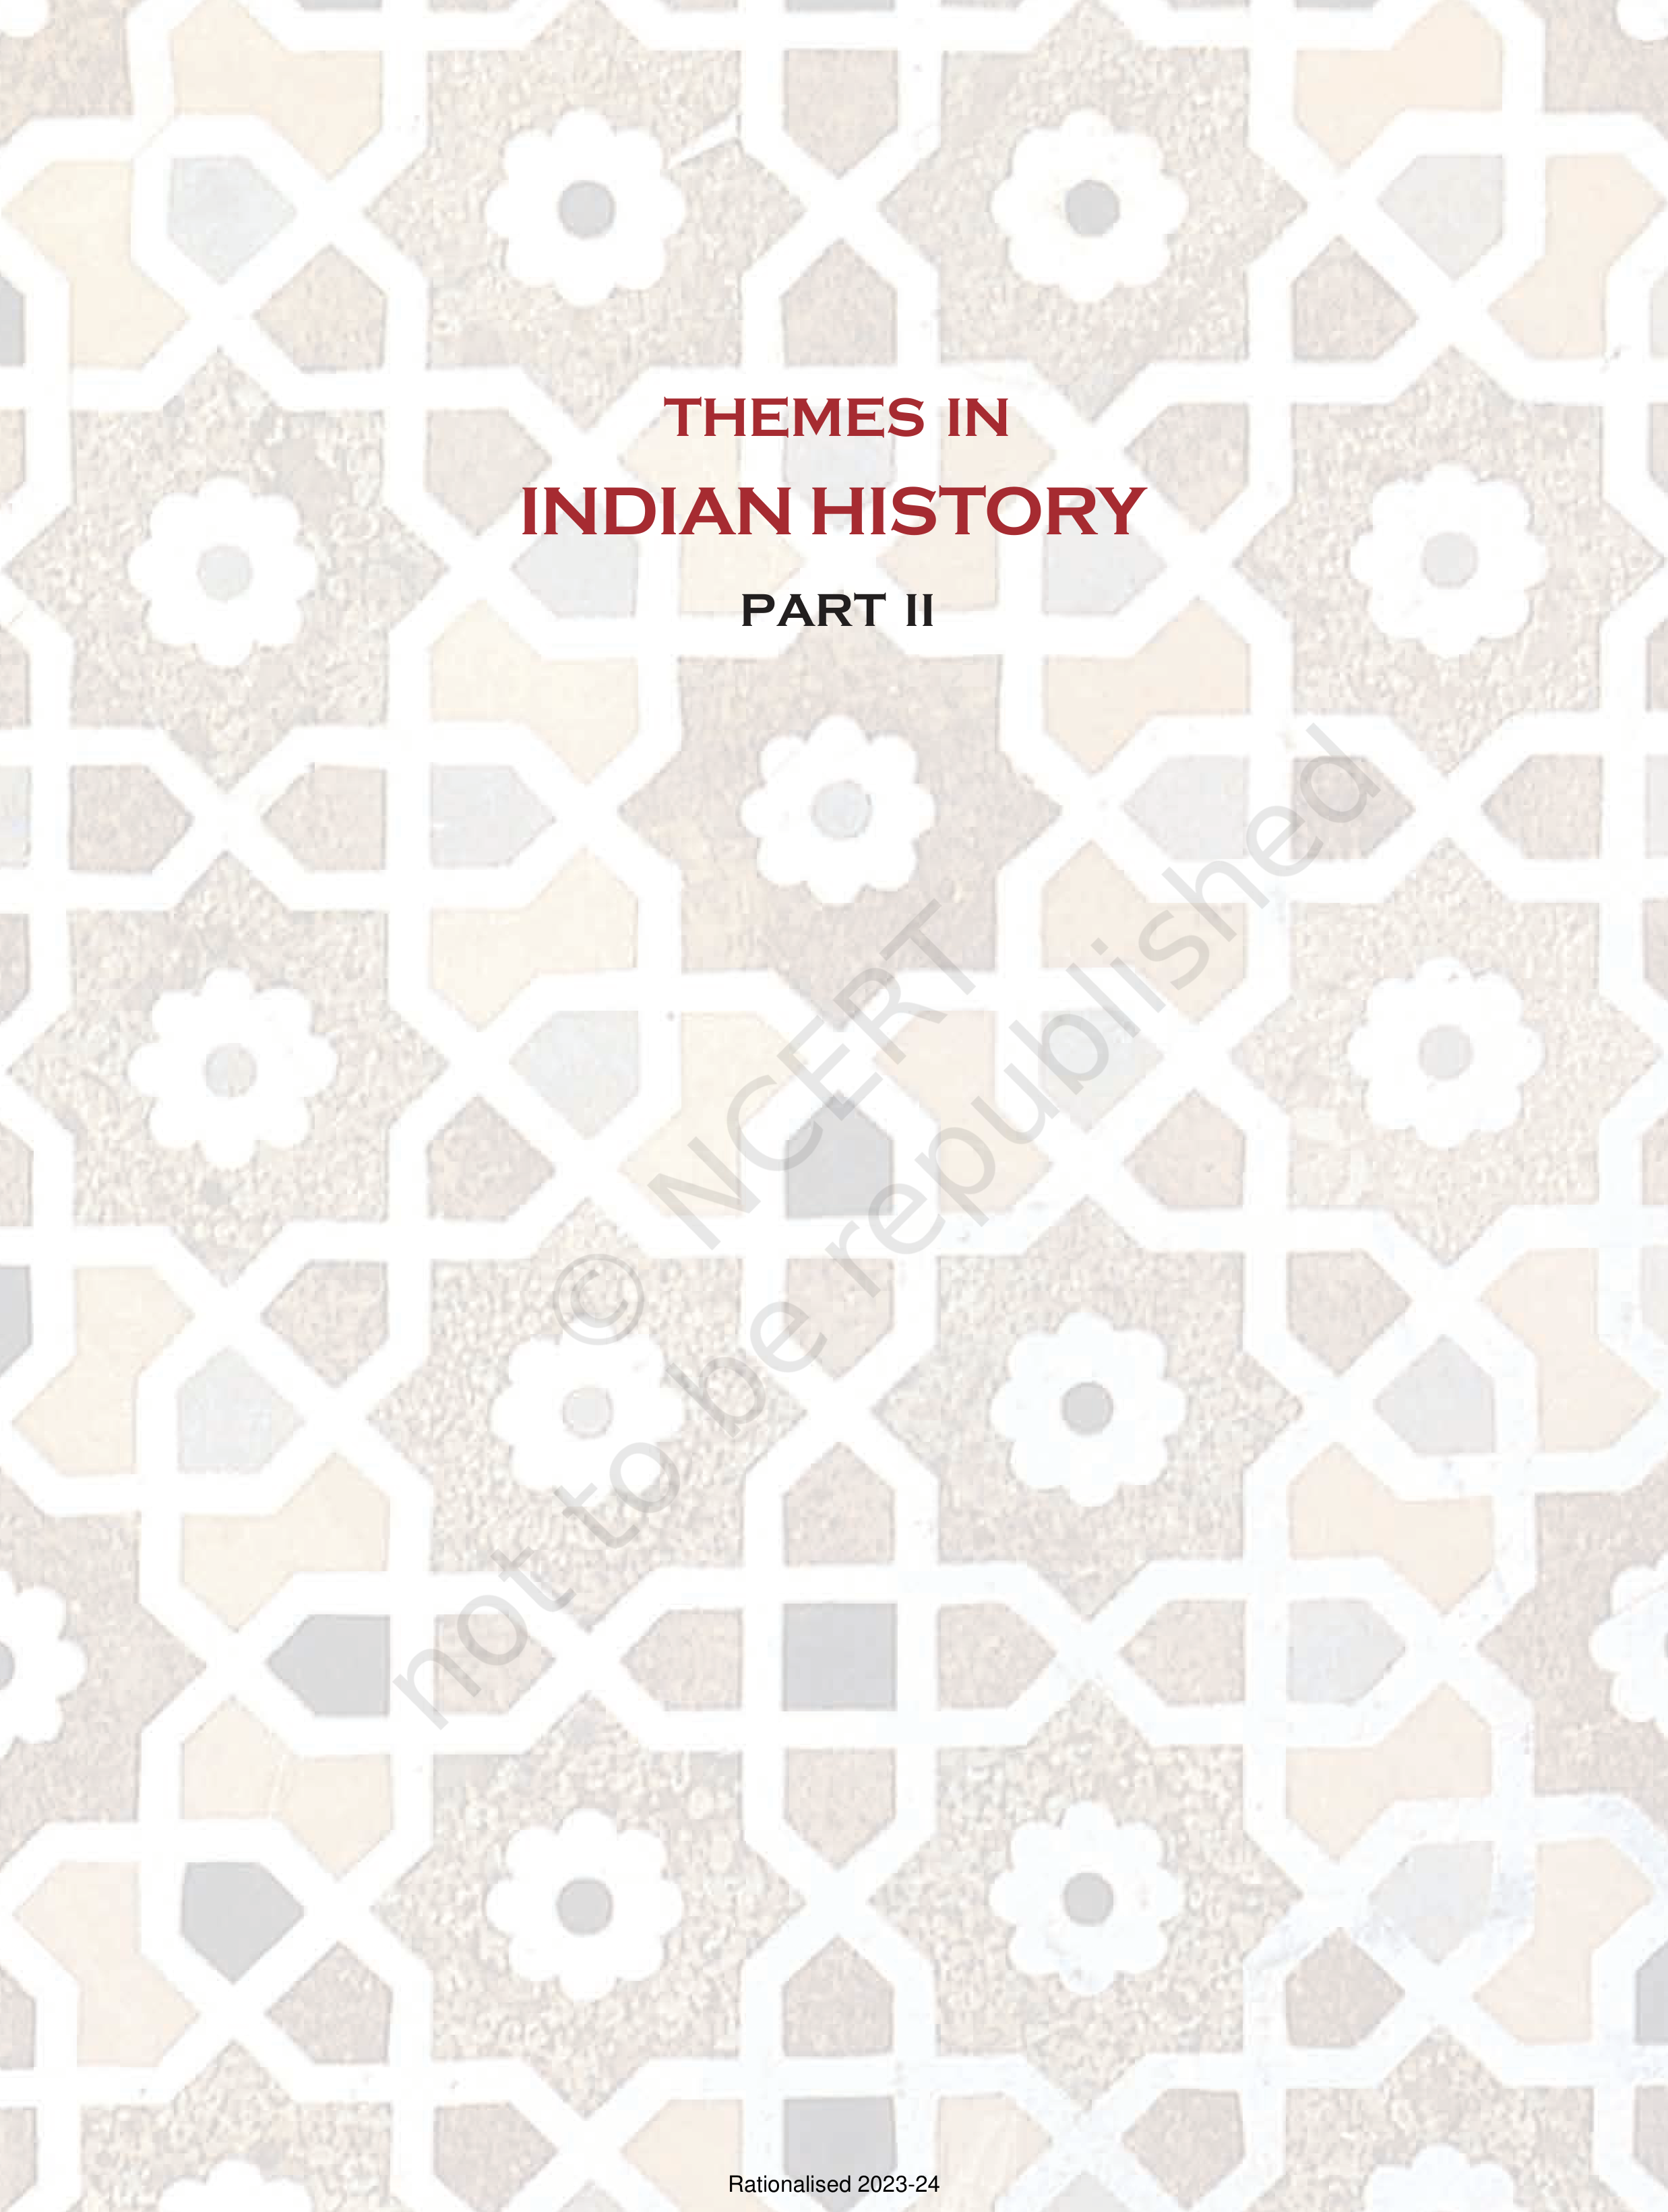 THEMES IN
INDIAN HISTORY
PART II
© NCERT
not to be republished
Rationalised 2023-24